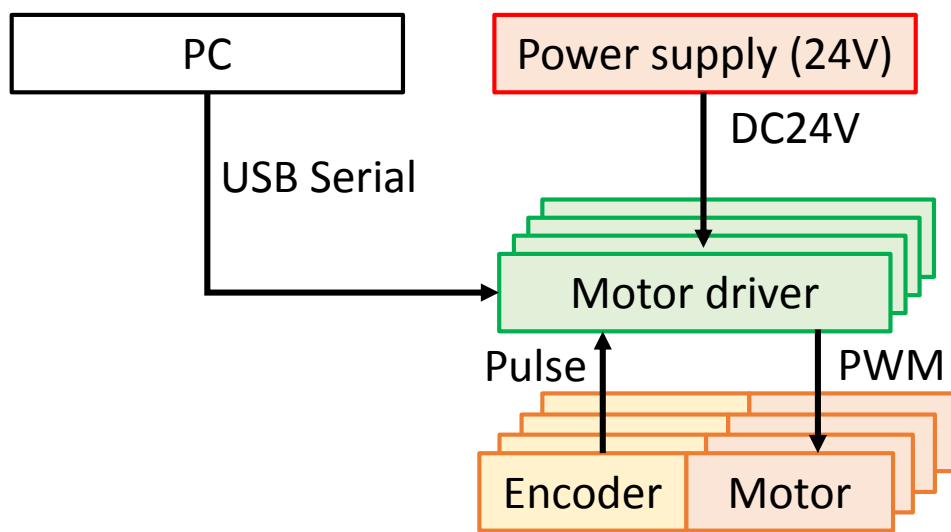 PC
Power supply (24V)
DC24V
USB Serial
Motor driver
Pulse
PWM
Encoder
Motor